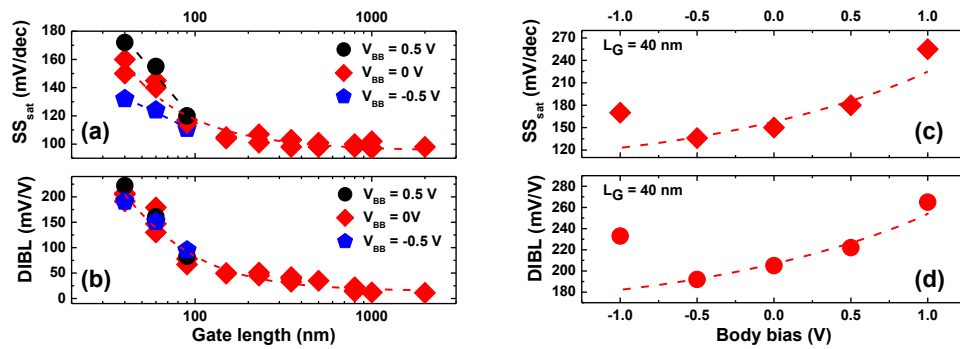 100 1000
180
160
140
120
100
SS_sat (mV/dec)
V_BB = 0.5 V
V_BB = 0 V
V_BB = -0.5 V
(a)
200
150
100
50
0
DIBL (mV/V)
V_BB = 0.5 V
V_BB = 0V
V_BB = -0.5 V
(b)
100 1000
Gate length (nm)
-1.0 -0.5 0.0 0.5 1.0
270
240
210
180
150
120
SS_sat (mV/dec)
L_G = 40 nm
(c)
280
260
240
220
200
180
DIBL (mV/V)
L_G = 40 nm
(d)
-1.0 -0.5 0.0 0.5 1.0
Body bias (V)